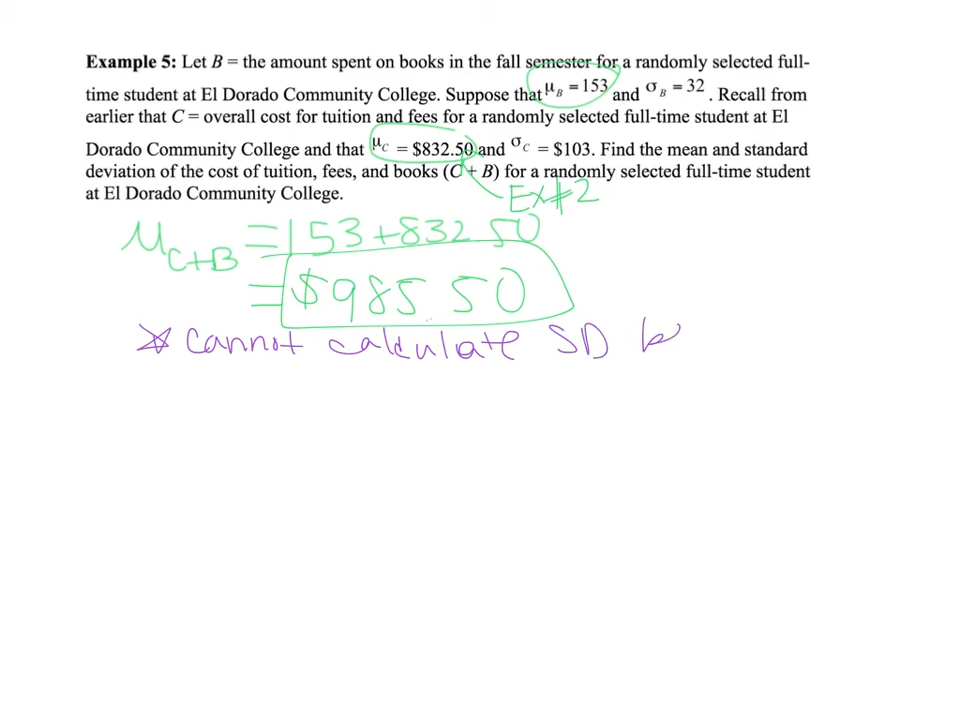 Example 5: Let B = the amount spent on books in the fall semester for a randomly selected full-
time student at El Dorado Community College. Suppose that μB = 153 and σB = 32 . Recall from
earlier that C = overall cost for tuition and fees for a randomly selected full-time student at El
Dorado Community College and that μC = $832.50 and σC = $103. Find the mean and standard
deviation of the cost of tuition, fees, and books (C + B) for a randomly selected full-time student
at El Dorado Community College.
Ex#2
μC+B = 153+832.50
= $985.50
* Cannot calculate SD b